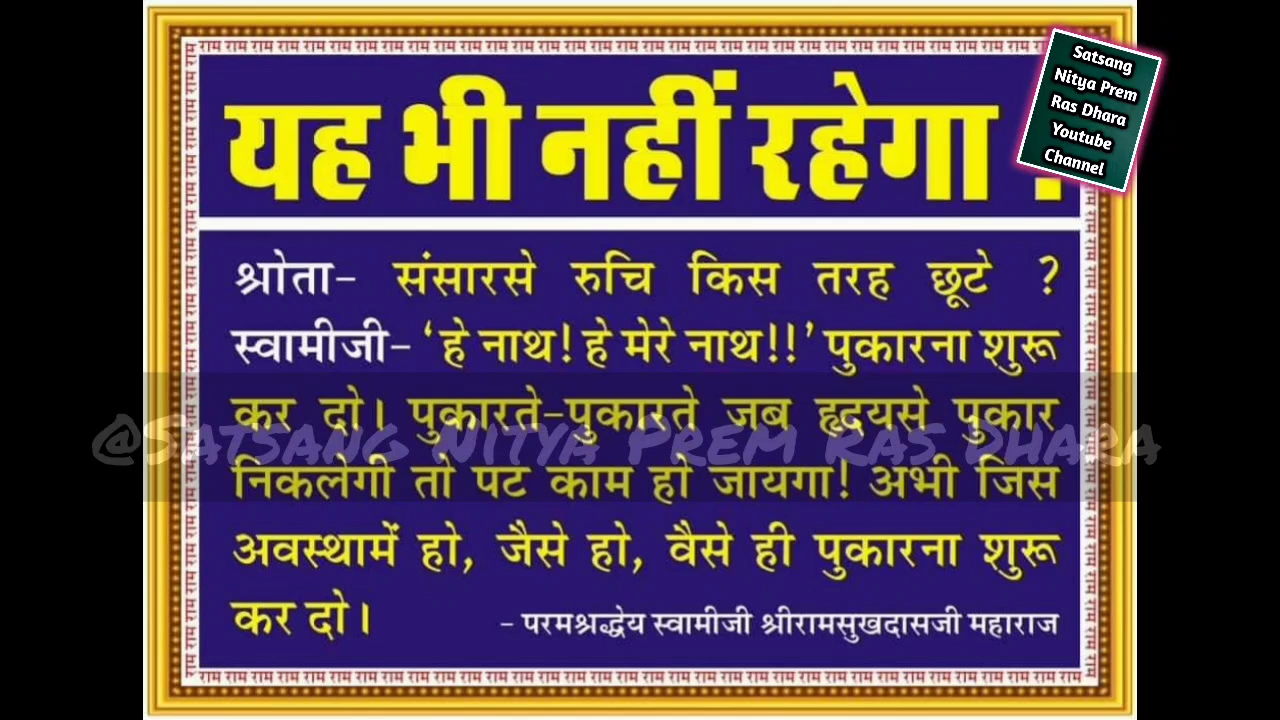 राम राम राम राम राम राम राम राम राम राम राम राम राम राम राम राम राम राम राम राम राम राम राम राम राम राम राम राम राम राम राम राम
Satsang
Nitya Prem
Ras Dhara
Youtube
Channel
यह भी नहीं रहेगा
श्रोता- संसारसे रुचि किस तरह छूटे ?
स्वामीजी- ‘हे नाथ! हे मेरे नाथ!!’ पुकारना शुरू
कर दो। पुकारते-पुकारते जब हृदयसे पुकार
@Satsang Nitya Prem Ras Dhara
निकलेगी तो पट काम हो जायगा! अभी जिस
अवस्थामें हो, जैसे हो, वैसे ही पुकारना शुरू
कर दो।
- परमश्रद्धेय स्वामीजी श्रीरामसुखदासजी महाराज
राम राम राम राम राम राम राम राम राम राम राम राम राम राम राम राम राम राम राम राम राम राम राम राम राम राम राम राम राम राम राम राम राम राम